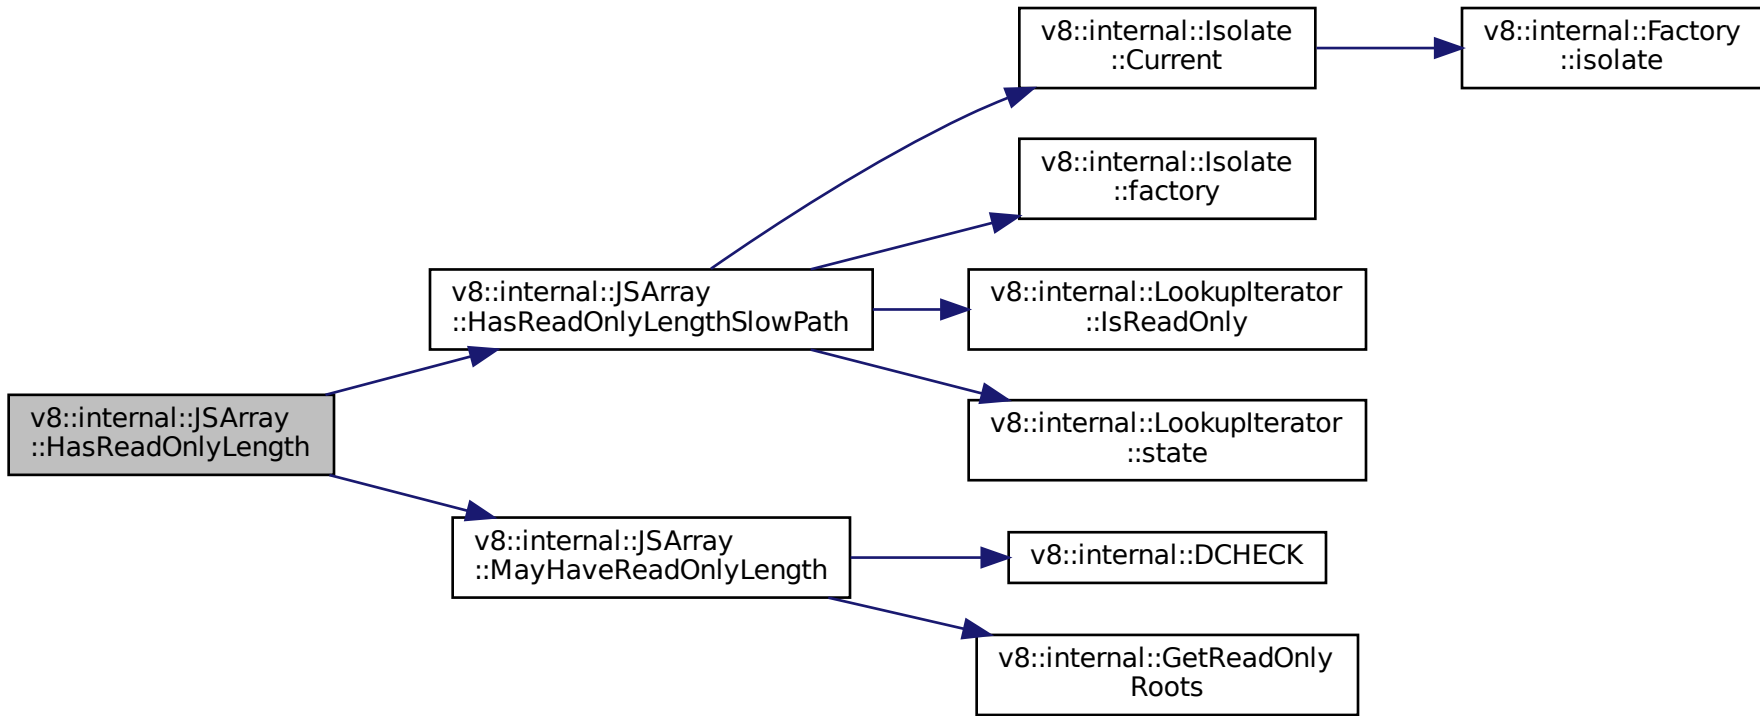 v8::internal::JSArray
::HasReadOnlyLength
v8::internal::JSArray
::HasReadOnlyLengthSlowPath
v8::internal::Isolate
::Current
v8::internal::Factory
::isolate
v8::internal::Isolate
::factory
v8::internal::LookupIterator
::IsReadOnly
v8::internal::LookupIterator
::state
v8::internal::JSArray
::MayHaveReadOnlyLength
v8::internal::DCHECK
v8::internal::GetReadOnly
Roots